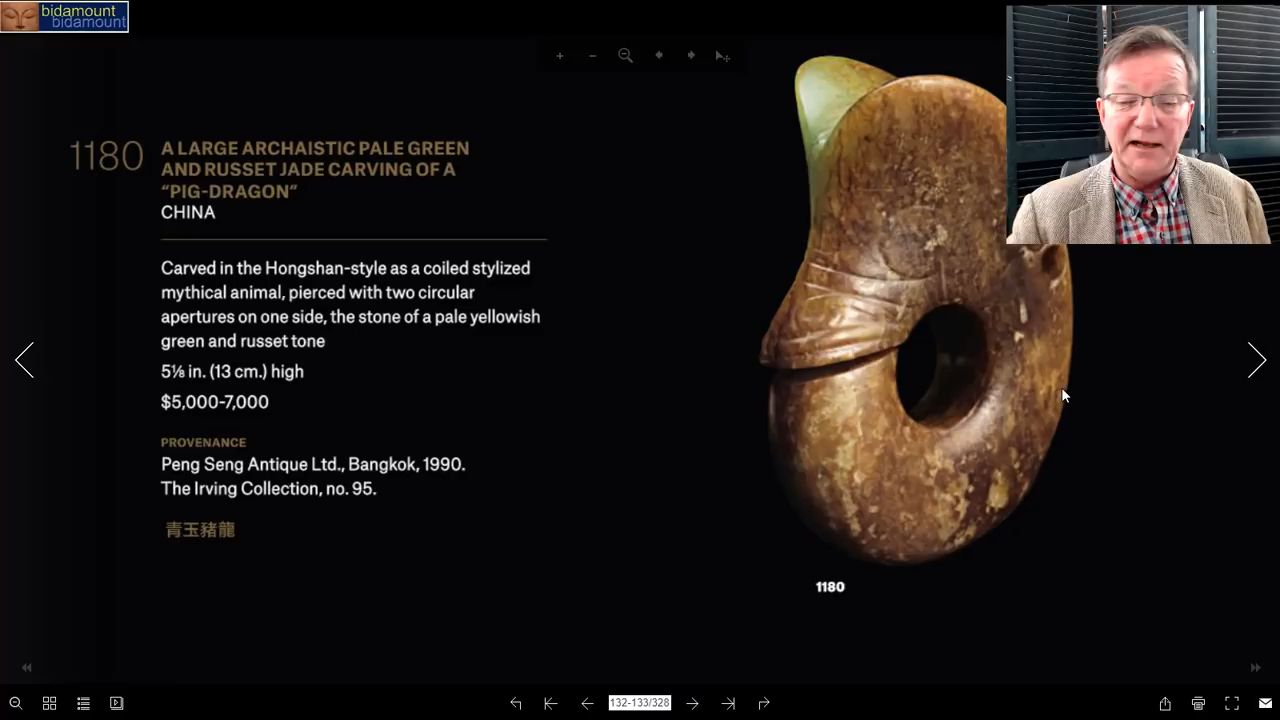 bidamount
bidamount
1180
A LARGE ARCHAISTIC PALE GREEN
AND RUSSET JADE CARVING OF A
“PIG-DRAGON”
CHINA
Carved in the Hongshan-style as a coiled stylized
mythical animal, pierced with two circular
apertures on one side, the stone of a pale yellowish
green and russet tone
5⅛ in. (13 cm.) high
$5,000-7,000
PROVENANCE
Peng Seng Antique Ltd., Bangkok, 1990.
The Irving Collection, no. 95.
青玉豬龍
1180
132-133/328